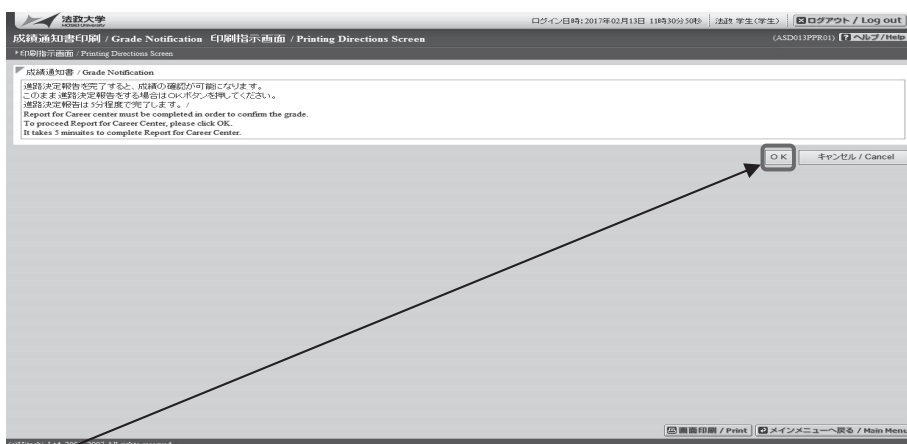 法政大学
HOSEI University
ログイン日時:2017年02月13日 11時30分50秒 法政 学生(学生) ログアウト / Log out
成績通知書印刷 / Grade Notification 印刷指示画面 / Printing Directions Screen (ASD013PPR01) ? ヘルプ/Help
印刷指示画面 / Printing Directions Screen
成績通知書 / Grade Notification
進路決定報告を完了すると、成績の確認が可能になります。
このまま進路決定報告をする場合はOKボタンを押してください。
進路決定報告は5分程度で完了します。/
Report for Career center must be completed in order to confirm the grade.
To proceed Report for Career Center, please click OK.
It takes 5 minuites to complete Report for Career Center.
O K キャンセル / Cancel
画面印刷 / Print メインメニューへ戻る / Main Menu